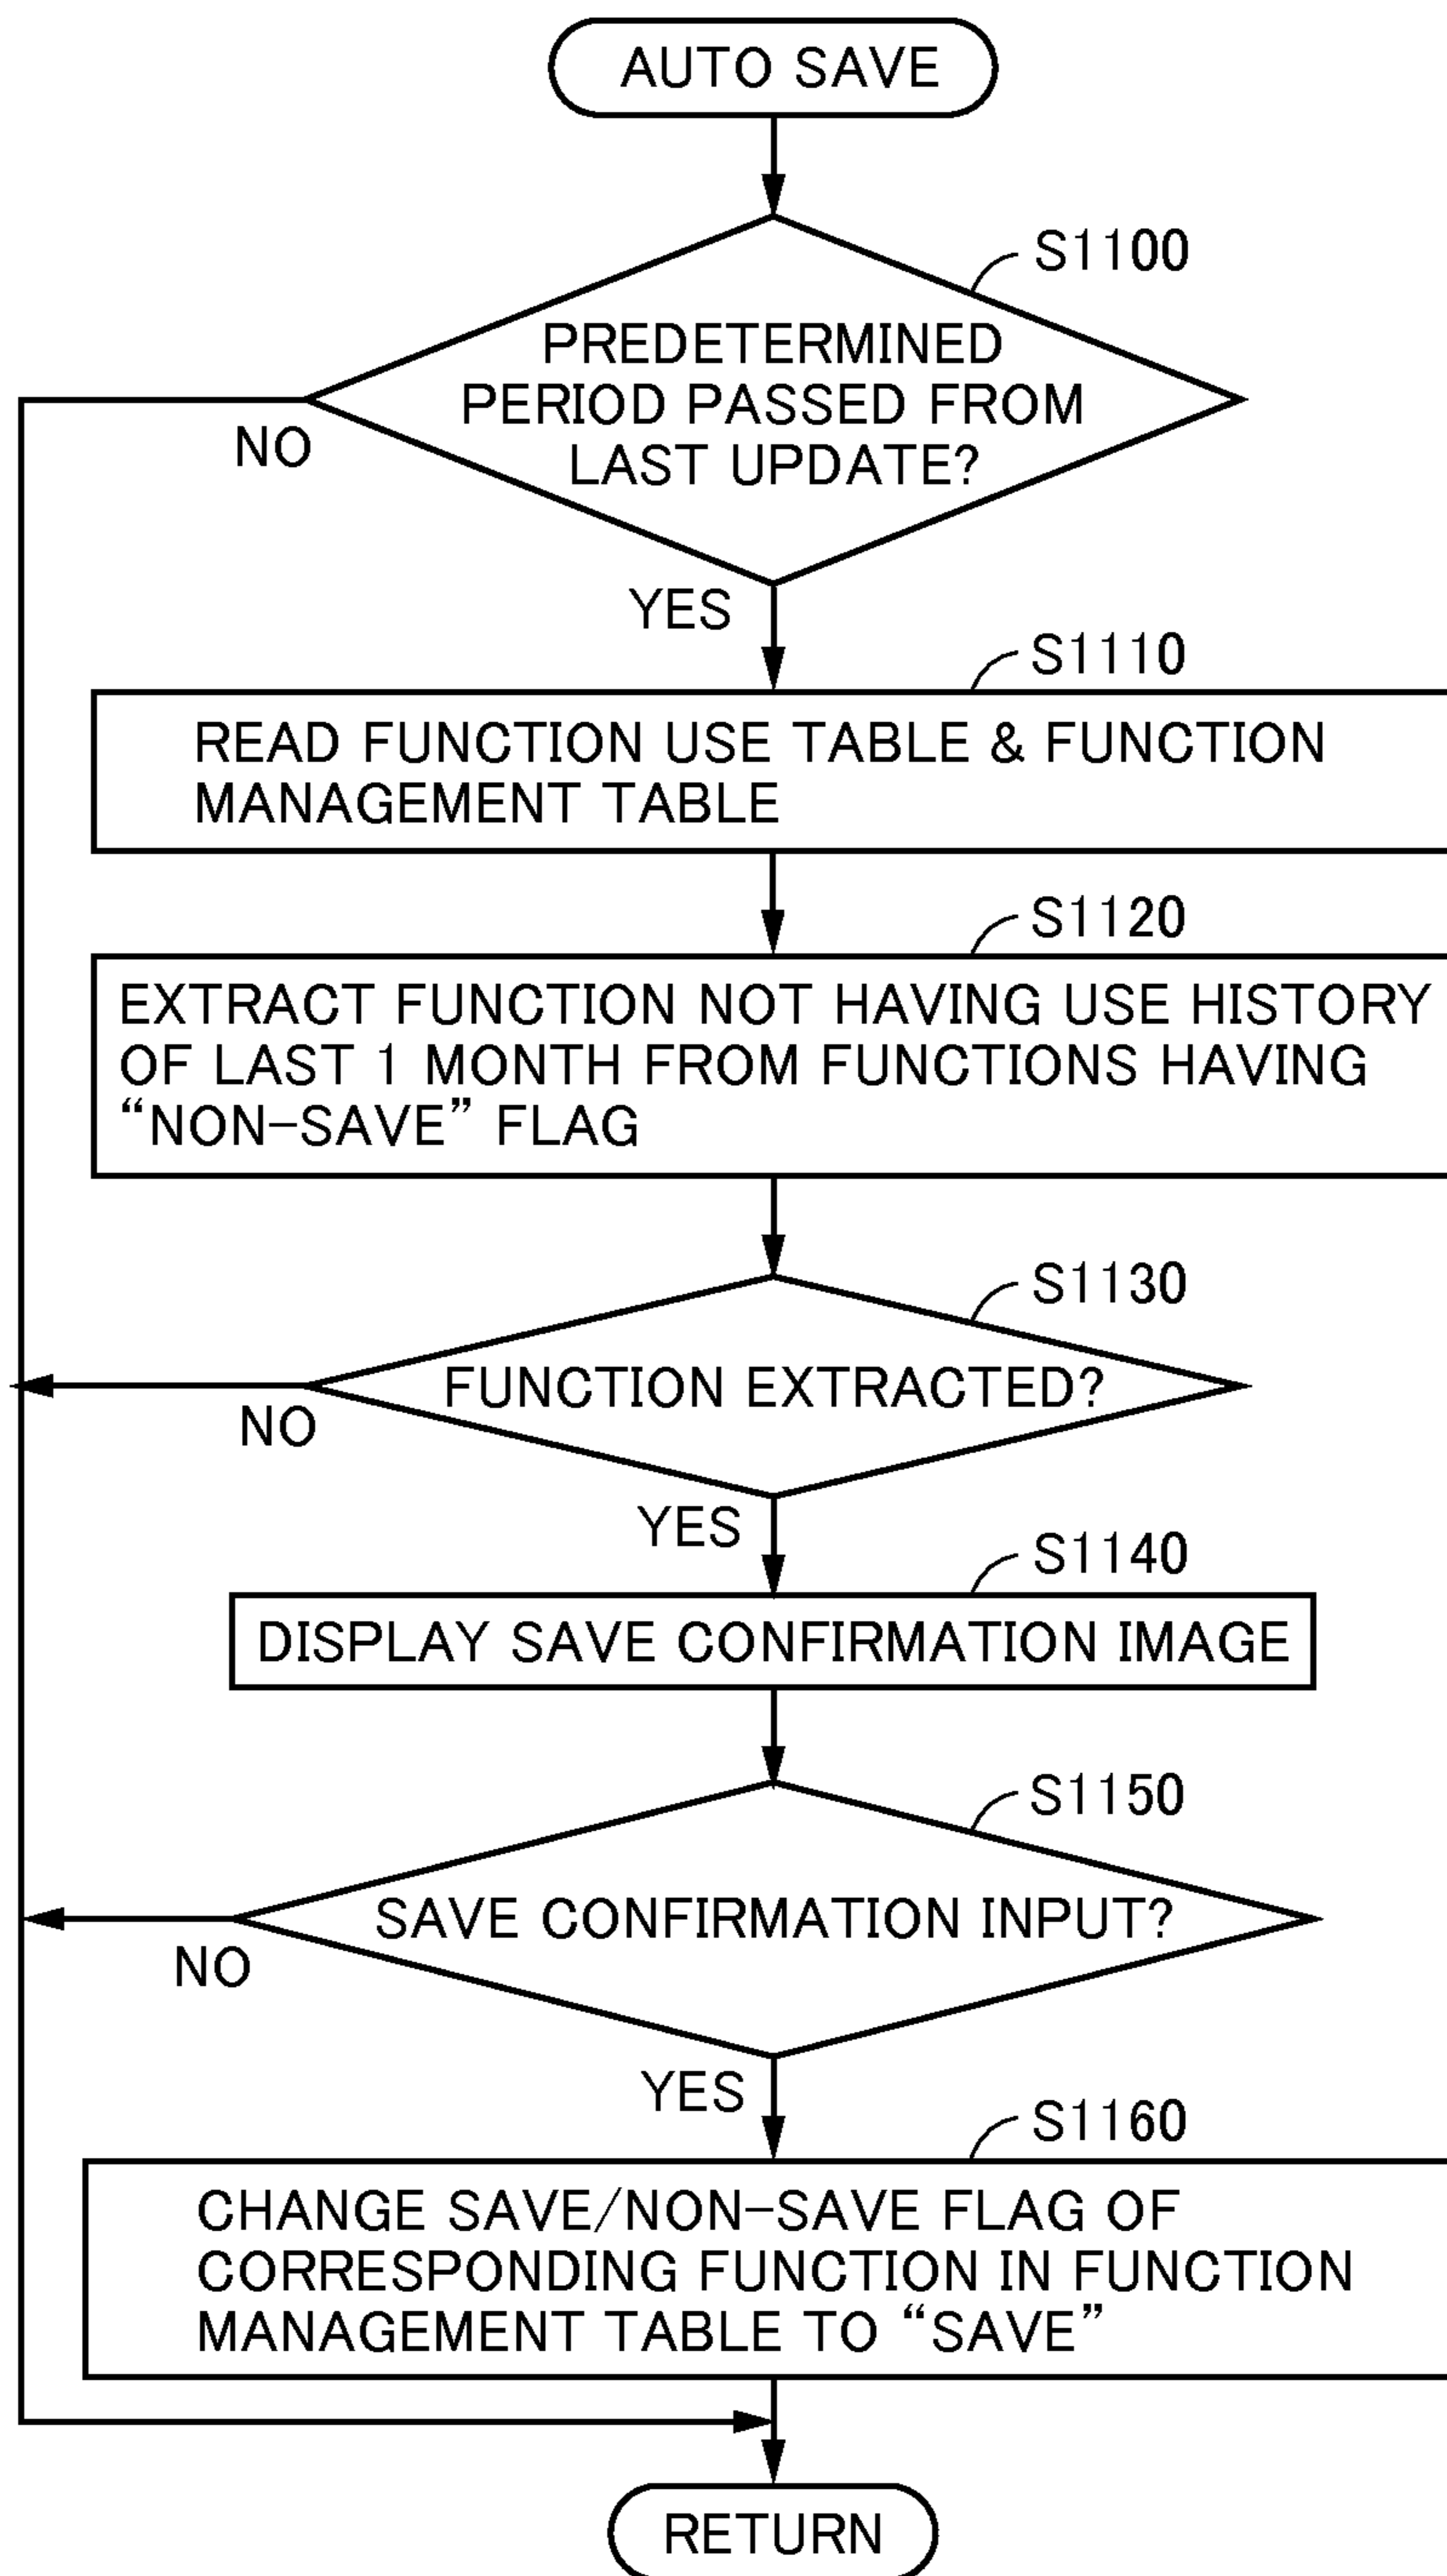 AUTO SAVE
S1100
PREDETERMINED
PERIOD PASSED FROM
LAST UPDATE?
NO
YES
S1110
READ FUNCTION USE TABLE & FUNCTION
MANAGEMENT TABLE
S1120
EXTRACT FUNCTION NOT HAVING USE HISTORY
OF LAST 1 MONTH FROM FUNCTIONS HAVING
“NON-SAVE” FLAG
S1130
FUNCTION EXTRACTED?
NO
YES
S1140
DISPLAY SAVE CONFIRMATION IMAGE
S1150
SAVE CONFIRMATION INPUT?
NO
YES
S1160
CHANGE SAVE/NON-SAVE FLAG OF
CORRESPONDING FUNCTION IN FUNCTION
MANAGEMENT TABLE TO “SAVE”
RETURN